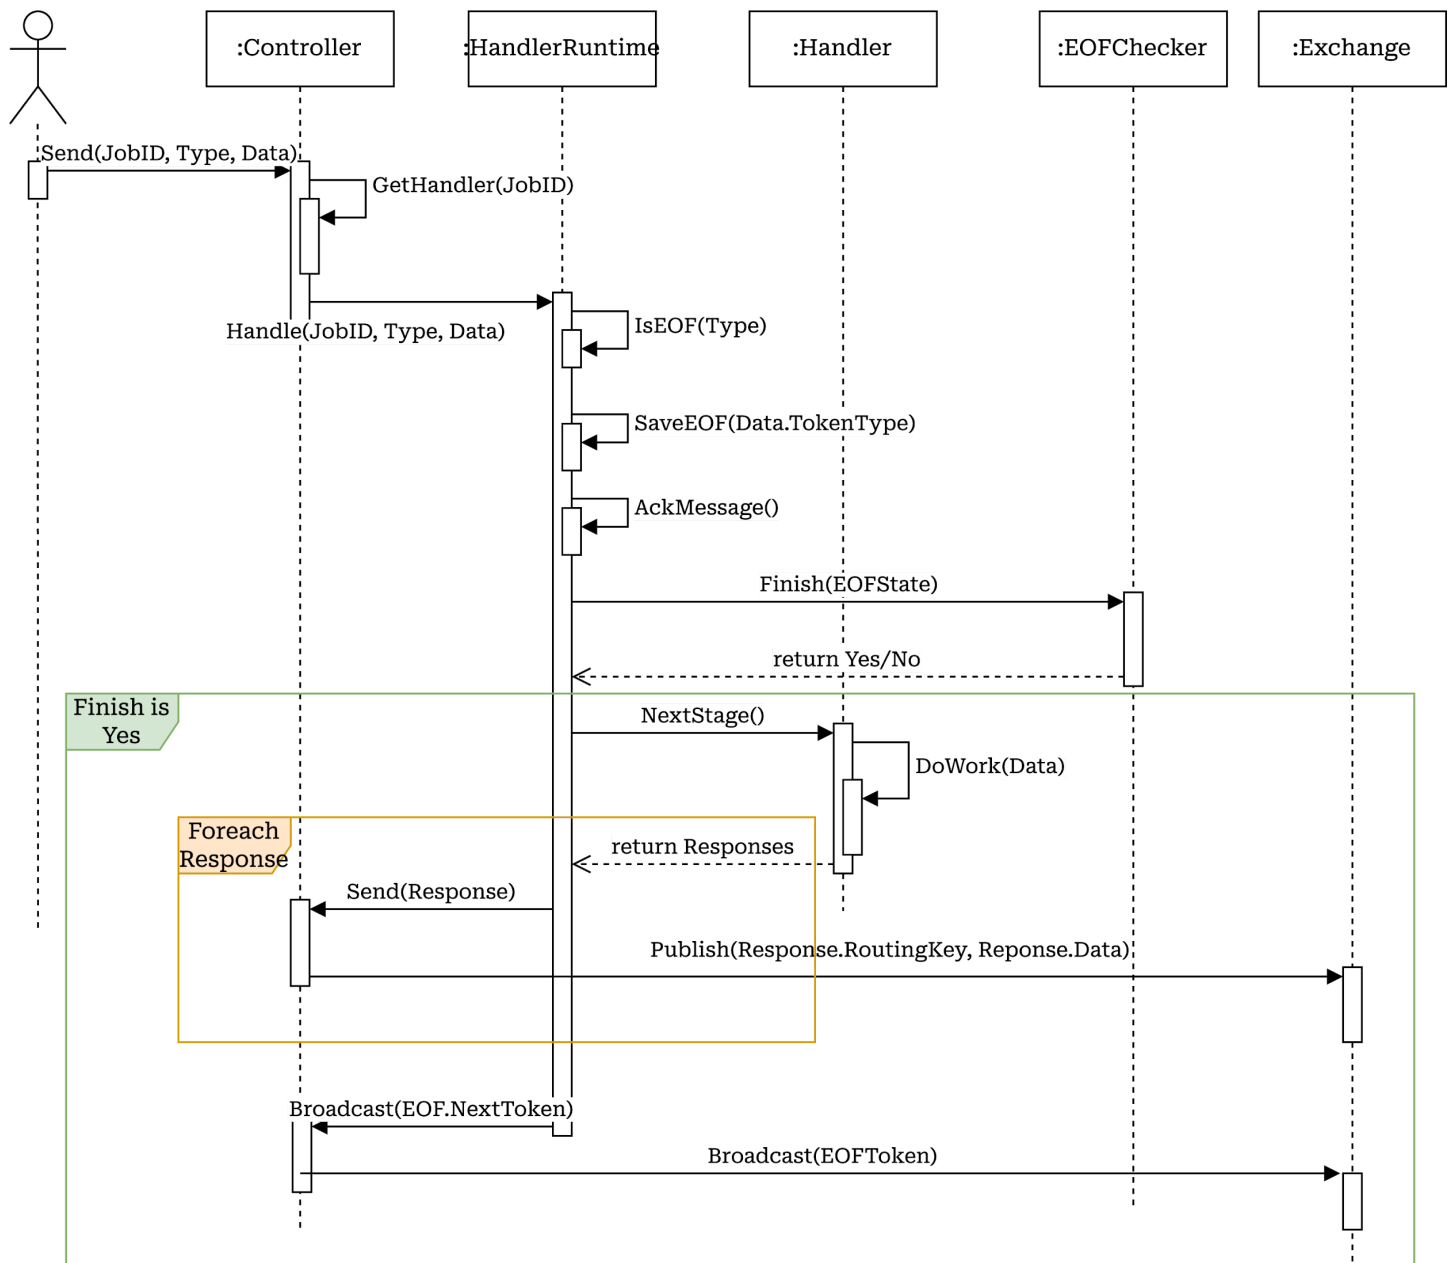 :Controller
:HandlerRuntime
:Handler
:EOFChecker
:Exchange
Send(JobID, Type, Data)
GetHandler(JobID)
Handle(JobID, Type, Data)
IsEOF(Type)
SaveEOF(Data.TokenType)
AckMessage()
Finish(EOFState)
return Yes/No
Finish is
Yes
NextStage()
DoWork(Data)
Foreach
Response
return Responses
Send(Response)
Publish(Response.RoutingKey, Reponse.Data)
Broadcast(EOF.NextToken)
Broadcast(EOFToken)